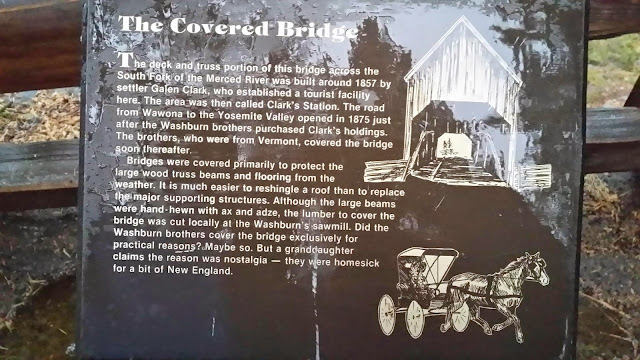 The Covered Bridge
The deck and truss portion of this bridge across the
South Fork of the Merced River was built around 1857 by
settler Galen Clark, who established a tourist facility
here. The area was then called Clark's Station. The road
from Wawona to the Yosemite Valley opened in 1875 just
after the Washburn brothers purchased Clark's holdings.
The brothers, who were from Vermont, covered the bridge
soon thereafter.
Bridges were covered primarily to protect the
large wood truss beams and flooring from the
weather. It is much easier to reshingle a roof than to replace
the major supporting structures. Although the large beams
were hand-hewn with ax and adze, the lumber to cover the
bridge was cut locally at the Washburn's sawmill. Did the
Washburn brothers cover the bridge exclusively for
practical reasons? Maybe so. But a granddaughter
claims the reason was nostalgia — they were homesick
for a bit of New England.